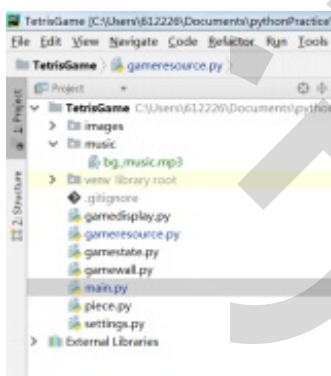 TetrisGame [C:\Users\612226\Documents\pythonPractice\
File Edit View Navigate Code Refactor Run Tools
TetrisGame gameresource.py
Project
1: Project
TetrisGame C:\Users\612226\Documents\python
images
music
bg_music.mp3
venv library root
.gitignore
gamedisplay.py
2: Structure
gameresource.py
gamestate.py
gamewall.py
main.py
piece.py
settings.py
External Libraries